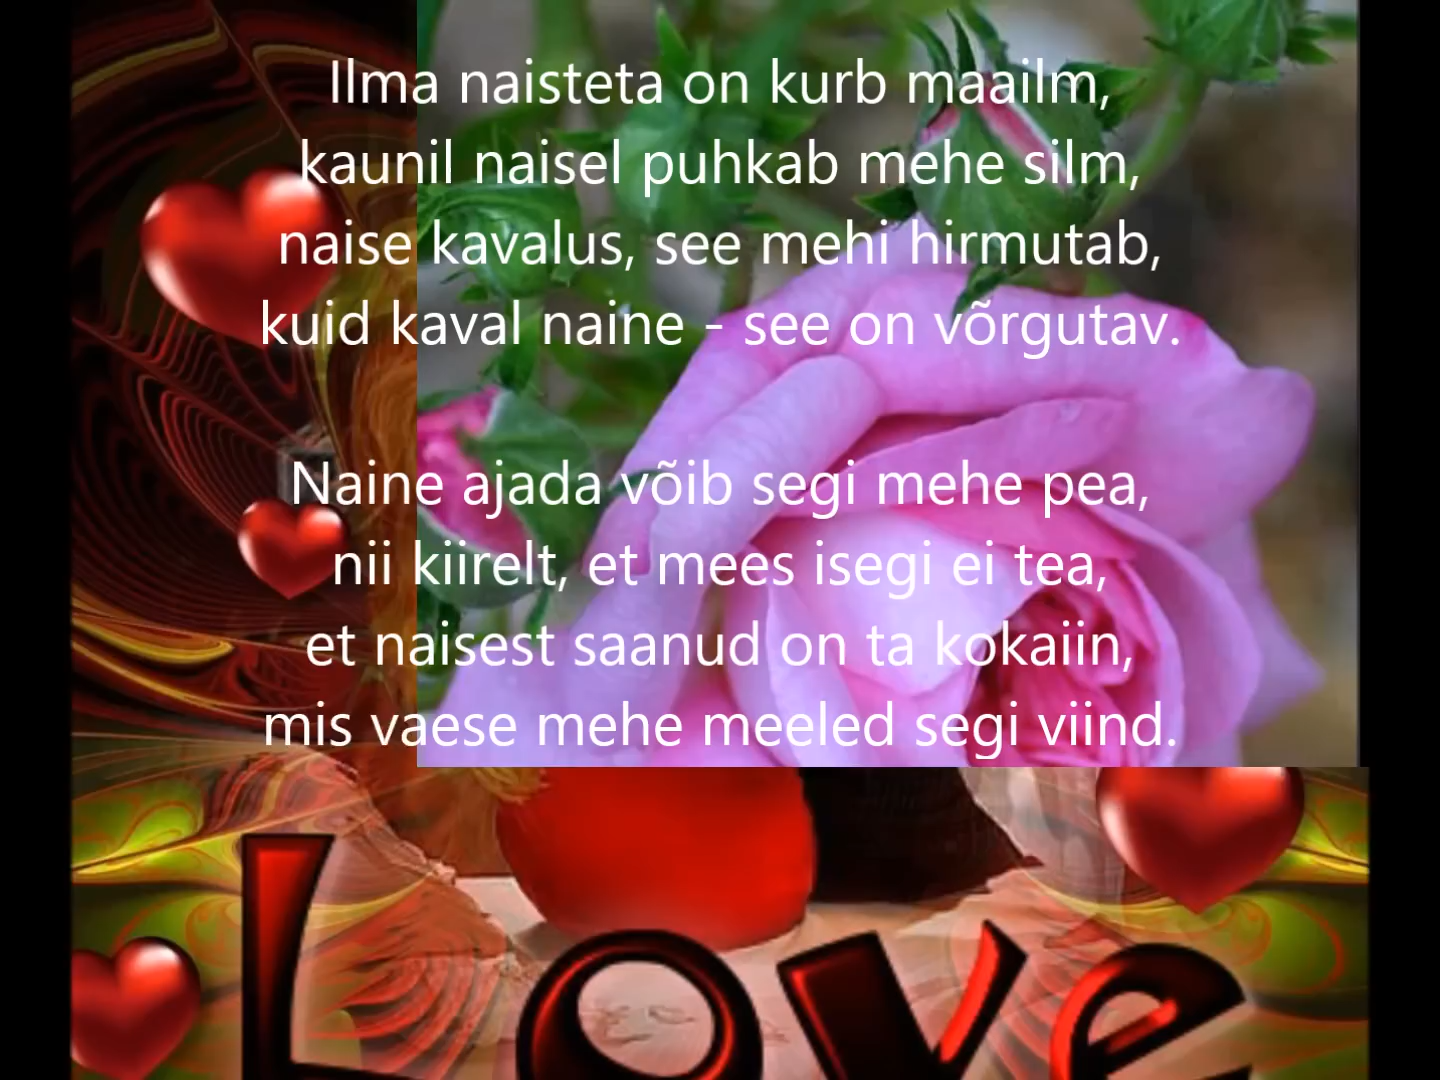 Ilma naisteta on kurb maailm,
kaunil naisel puhkab mehe silm,
naise kavalus, see mehi hirmutab,
kuid kaval naine - see on võrgutav.
Naine ajada võib segi mehe pea,
nii kiirelt, et mees isegi ei tea,
et naisest saanud on ta kokaiin,
mis vaese mehe meeled segi viind.
Love